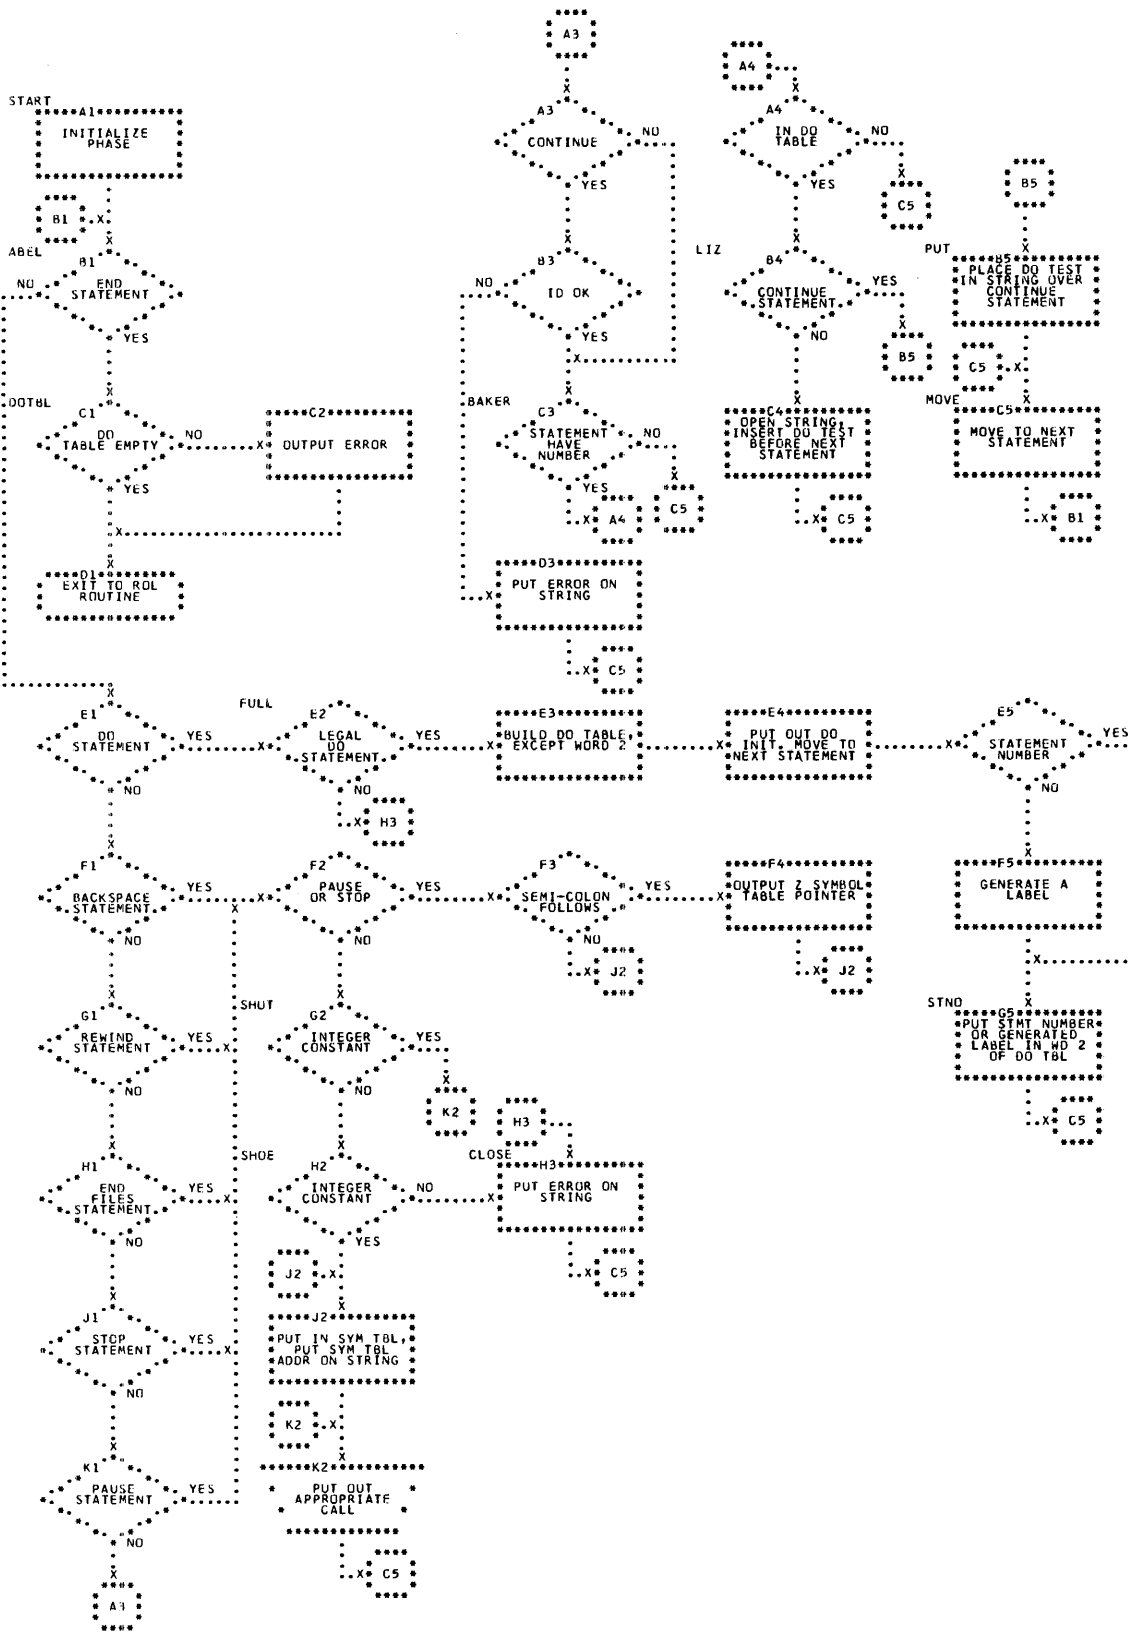 A3
A4
START
A1
INITIALIZE
PHASE
A3
CONTINUE
NO
YES
A4
IN DO
TABLE
NO
YES
C5
B5
B1
ABEL
B1
END
STATEMENT
NO
YES
B3
ID OK
NO
YES
LIZ
B4
CONTINUE
STATEMENT
YES
NO
B5
PUT
B5
PLACE DO TEST
IN STRING OVER
CONTINUE
STATEMENT
C5
DOTBL
C1
DO
TABLE EMPTY
NO
YES
C2
OUTPUT ERROR
BAKER
C3
STATEMENT
HAVE
NUMBER
NO
YES
A4
C5
C4
OPEN STRING,
INSERT DO TEST
BEFORE NEXT
STATEMENT
C5
MOVE
C5
MOVE TO NEXT
STATEMENT
B1
D1
EXIT TO ROL
ROUTINE
D3
PUT ERROR ON
STRING
C5
E1
DO
STATEMENT
YES
NO
FULL
E2
LEGAL
DO
STATEMENT
YES
NO
H3
E3
BUILD DO TABLE,
EXCEPT WORD 2
E4
PUT OUT DO
INIT. MOVE TO
NEXT STATEMENT
E5
STATEMENT
NUMBER
YES
NO
F1
BACKSPACE
STATEMENT
YES
NO
F2
PAUSE
OR STOP
YES
NO
F3
SEMI-COLON
FOLLOWS
YES
NO
J2
F4
OUTPUT Z SYMBOL
TABLE POINTER
J2
F5
GENERATE A
LABEL
G1
REWIND
STATEMENT
YES
NO
SHUT
G2
INTEGER
CONSTANT
YES
NO
K2
STNO
G5
PUT STMT NUMBER
OR GENERATED
LABEL IN WD 2
OF DO TBL
C5
H1
END
FILES
STATEMENT
YES
NO
SHOE
H2
INTEGER
CONSTANT
NO
YES
H3
CLOSE
H3
PUT ERROR ON
STRING
C5
J2
J1
STOP
STATEMENT
YES
NO
J2
PUT IN SYM TBL,
PUT SYM TBL
ADDR ON STRING
K2
K1
PAUSE
STATEMENT
YES
NO
K2
PUT OUT
APPROPRIATE
CALL
C5
A3